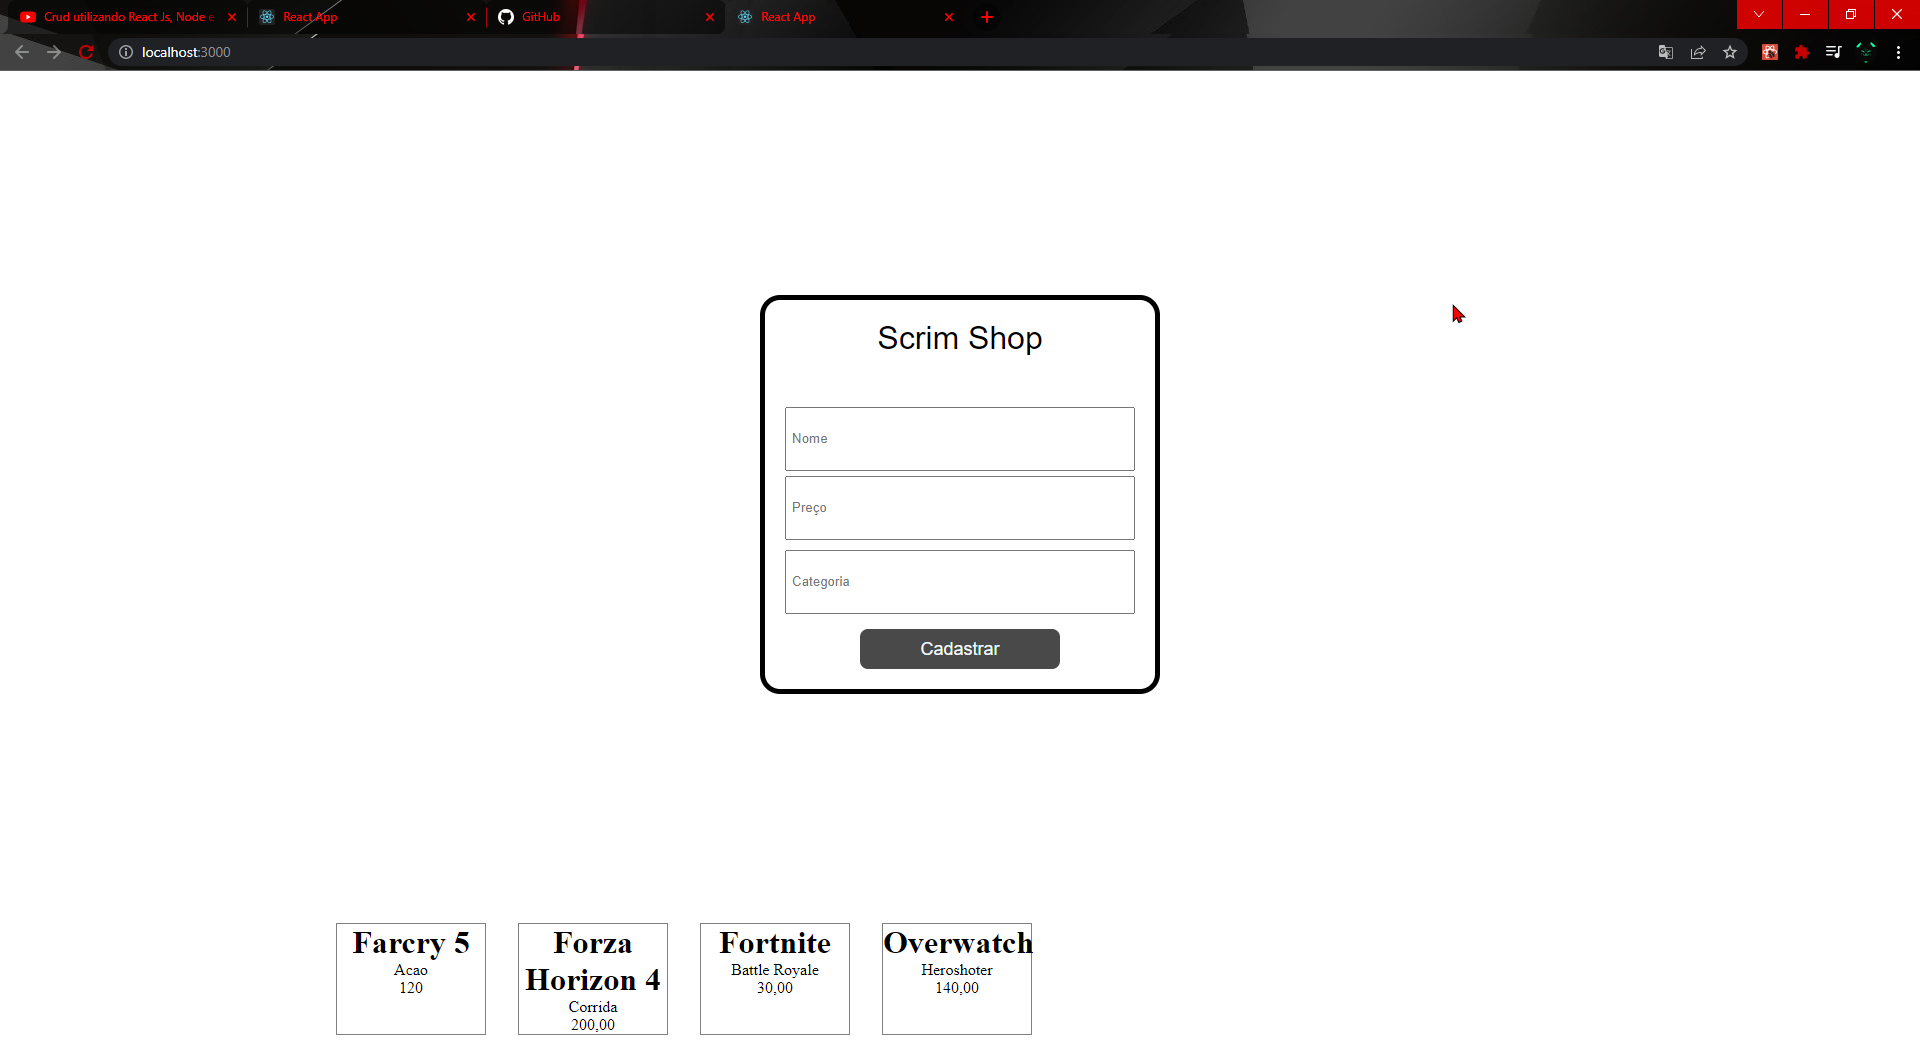 Crud utilizando React Js, Node e
React App
GitHub
React App
localhost:3000
Scrim Shop
Nome
Preço
Categoria
Cadastrar
Farcry 5
Acao
120
Forza
Horizon 4
Corrida
200,00
Fortnite
Battle Royale
30,00
Overwatch
Heroshoter
140,00